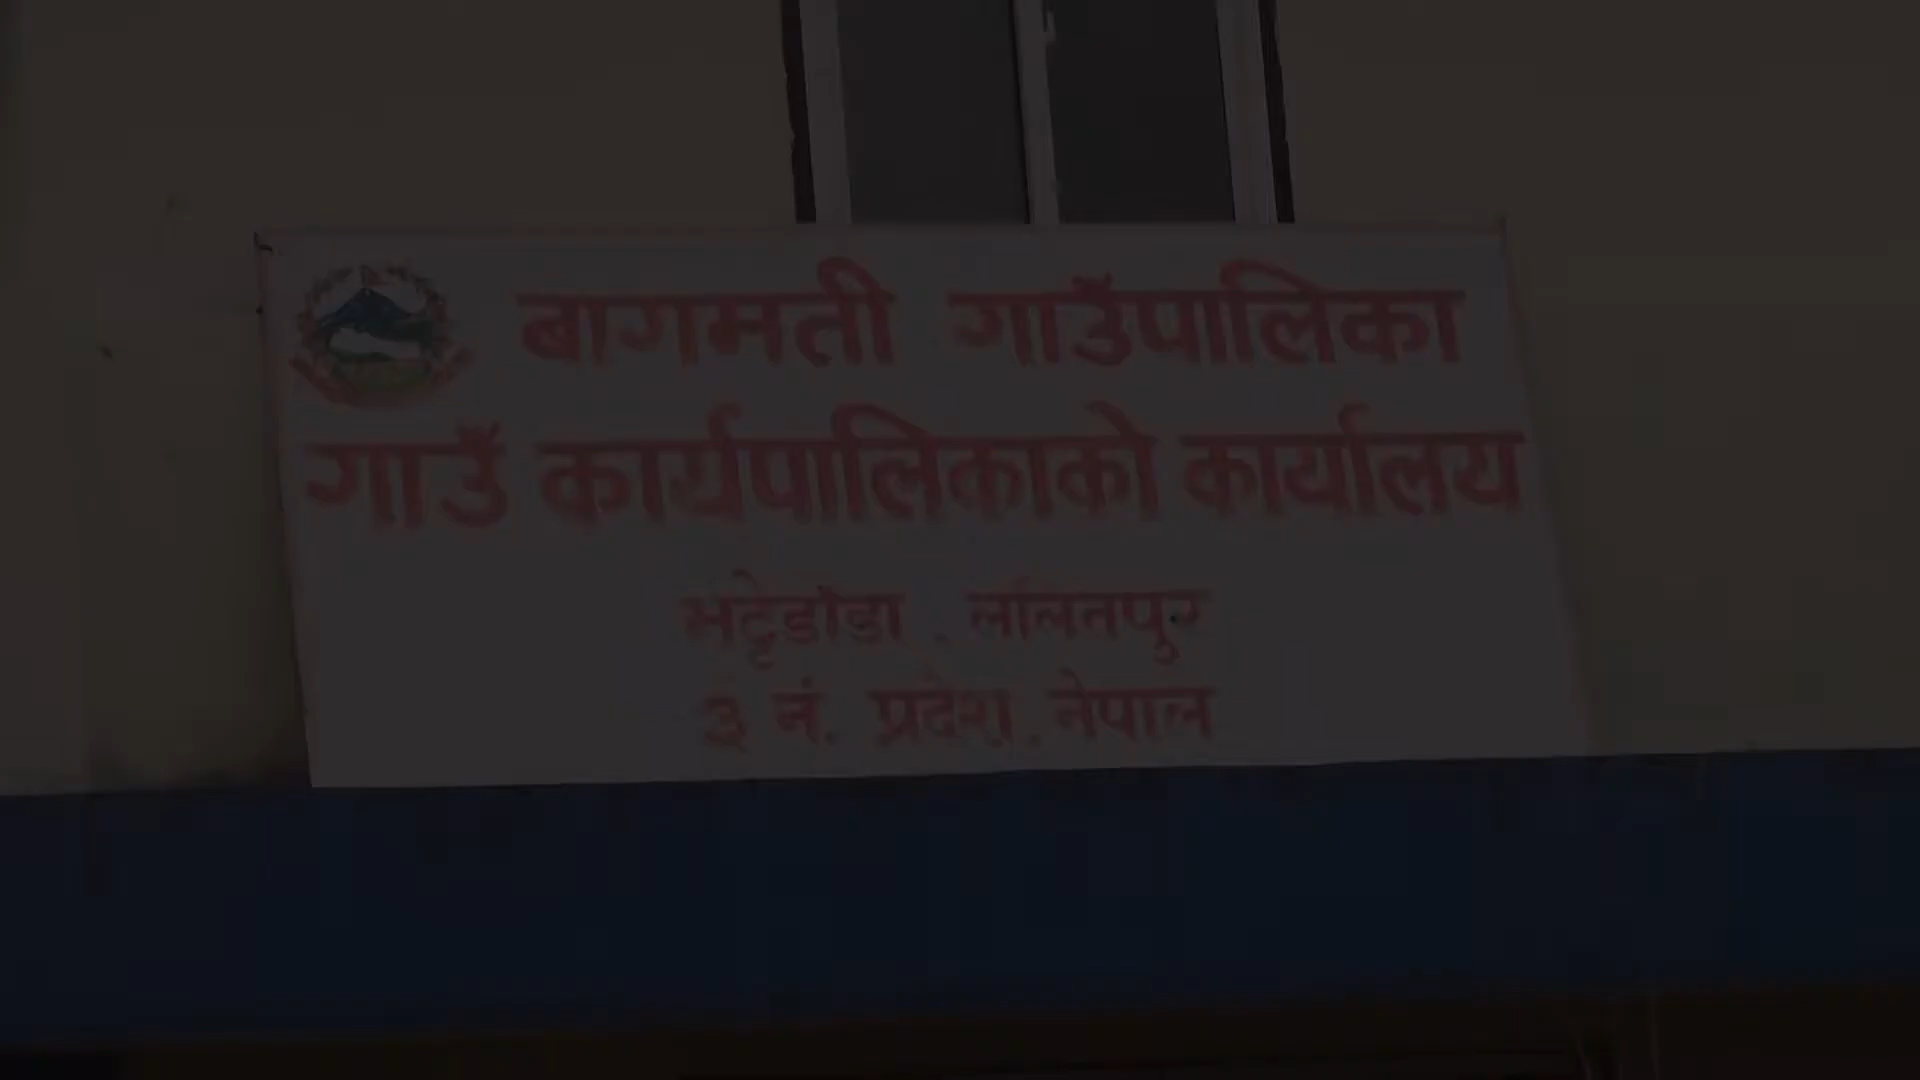 बागमती गाउँपालिका
गाउँ कार्यपालिकाको कार्यालय
भट्टेडाँडा, ललितपुर
३ नं. प्रदेश, नेपाल